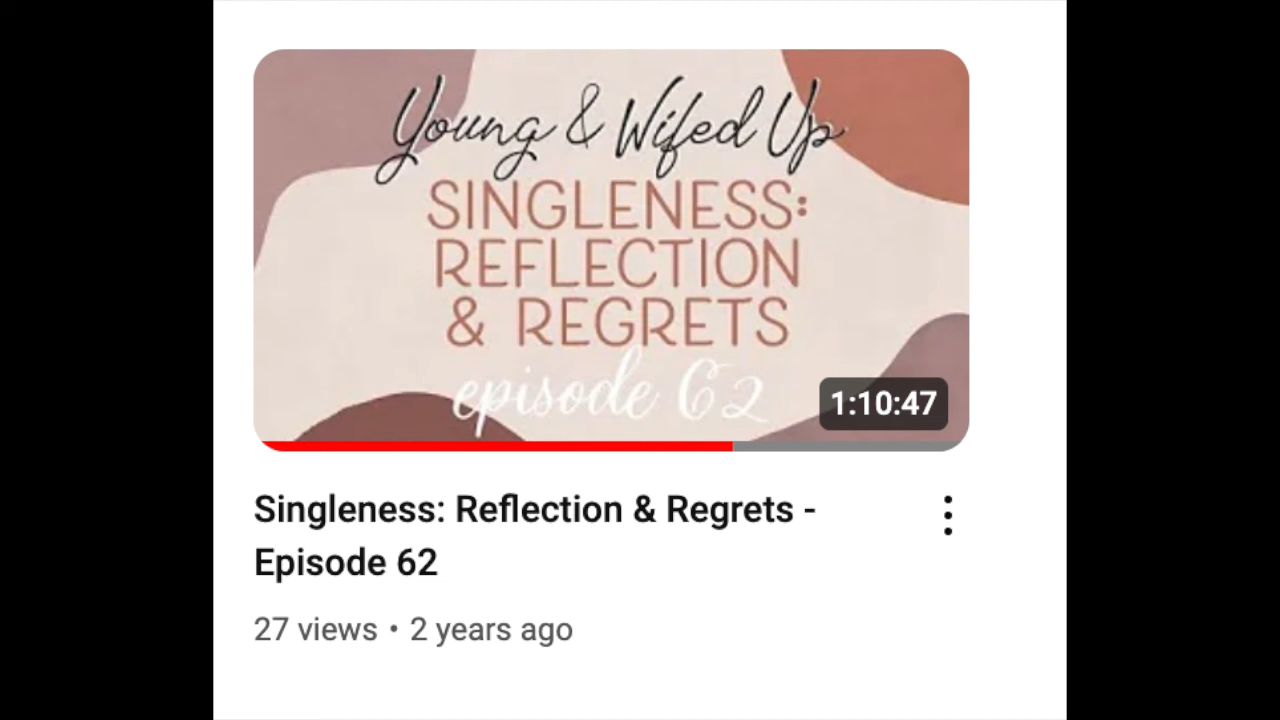 Young & Wifed Up
SINGLENESS:
REFLECTION
& REGRETS
episode 62
1:10:47
Singleness: Reflection & Regrets -
Episode 62
27 views • 2 years ago